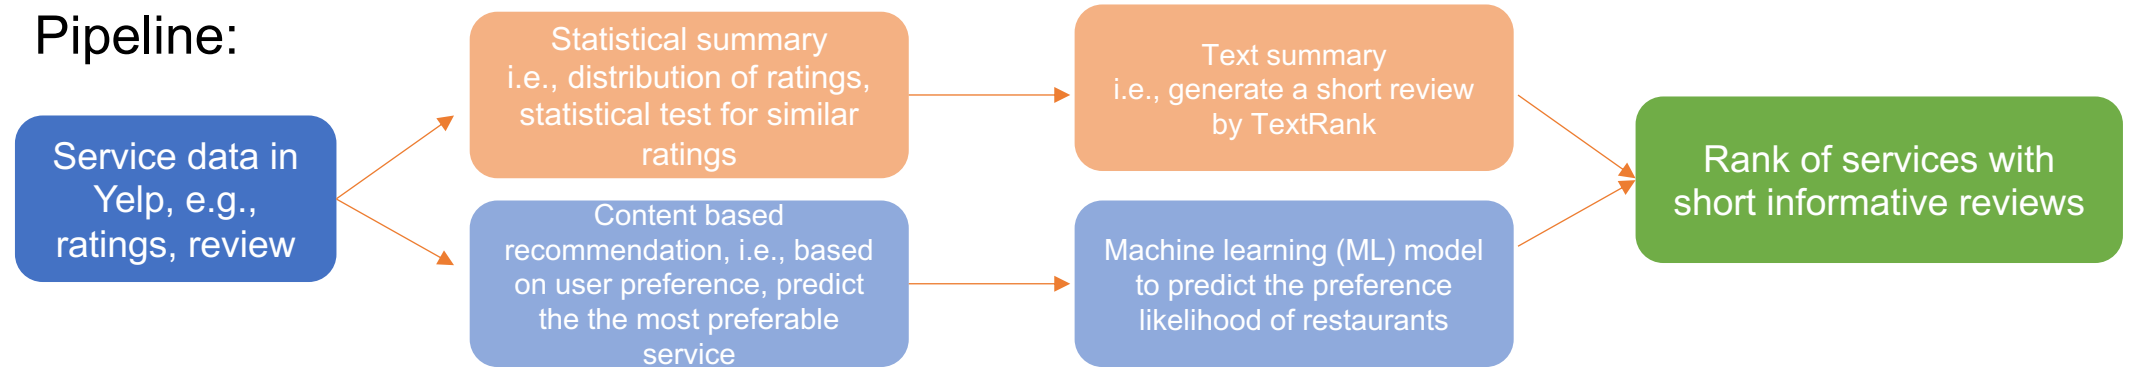 Pipeline:
Service data in
Yelp, e.g.,
ratings, review
Statistical summary
i.e., distribution of ratings,
statistical test for similar
ratings
Text summary
i.e., generate a short review
by TextRank
Content based
recommendation, i.e., based
on user preference, predict
the the most preferable
service
Machine learning (ML) model
to predict the preference
likelihood of restaurants
Rank of services with
short informative reviews